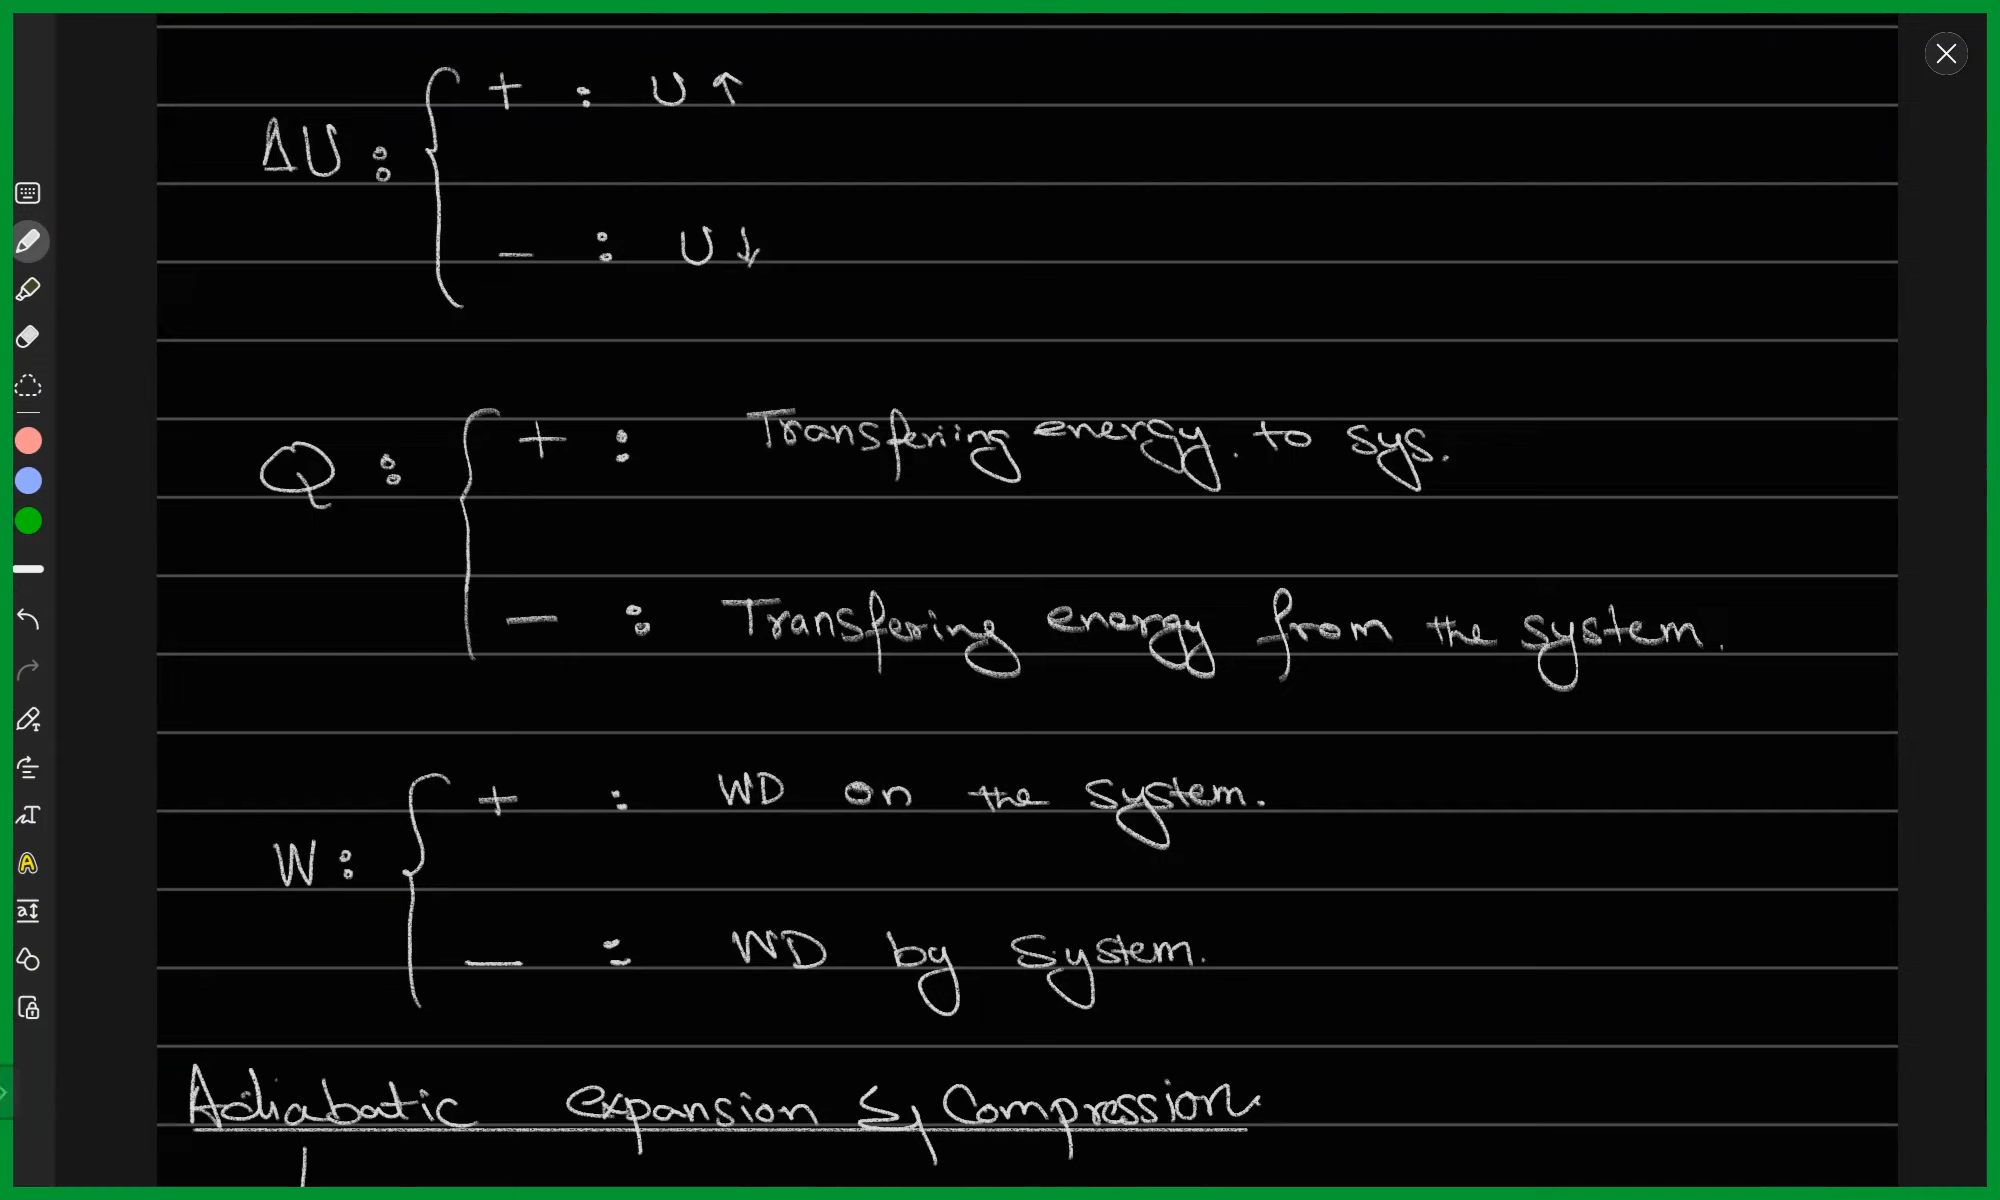 + : U ↑
ΔU :
- : U ↓
+ : Transferiing energy. to sys.
Q :
- : Transfering energy from the system.
+ : WD on the system.
W :
- : WD by system.
Adiabatic expansion & Compression